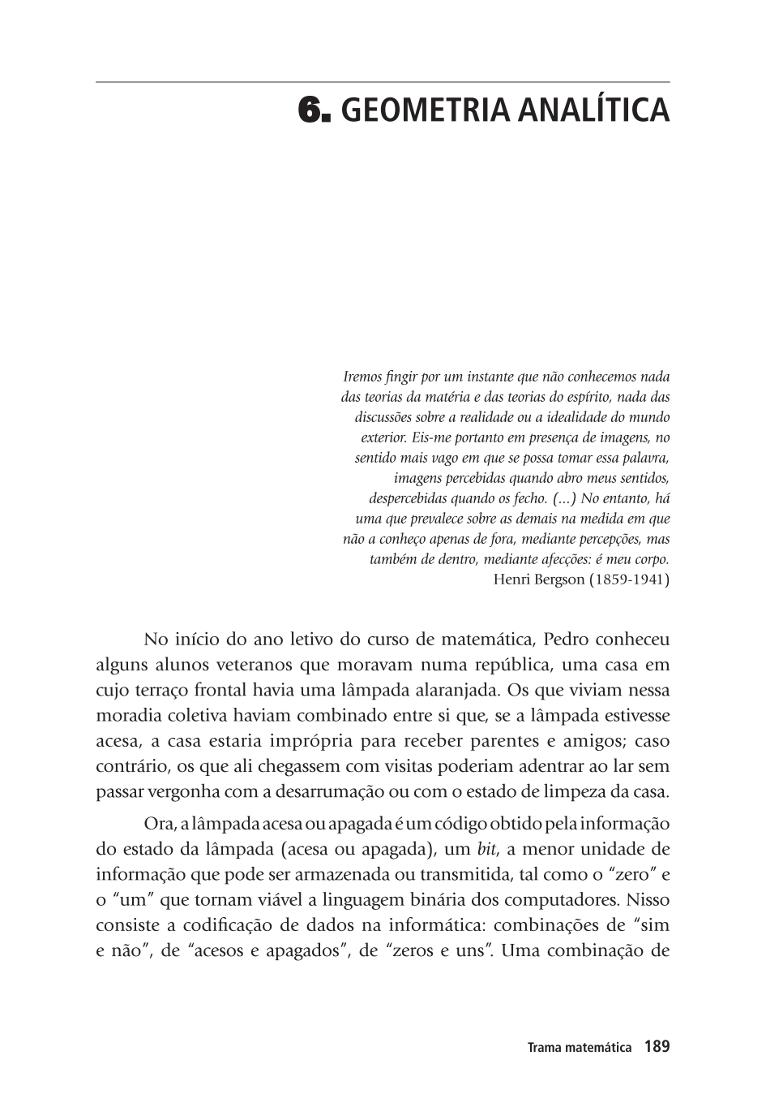 6. GEOMETRIA ANALÍTICA
Iremos fingir por um instante que não conhecemos nada
das teorias da matéria e das teorias do espírito, nada das
discussões sobre a realidade ou a idealidade do mundo
exterior. Eis-me portanto em presença de imagens, no
sentido mais vago em que se possa tomar essa palavra,
imagens percebidas quando abro meus sentidos,
despercebidas quando os fecho. (...) No entanto, há
uma que prevalece sobre as demais na medida em que
não a conheço apenas de fora, mediante percepções, mas
também de dentro, mediante afecções: é meu corpo.
Henri Bergson (1859-1941)
No início do ano letivo do curso de matemática, Pedro conheceu
alguns alunos veteranos que moravam numa república, uma casa em
cujo terraço frontal havia uma lâmpada alaranjada. Os que viviam nessa
moradia coletiva haviam combinado entre si que, se a lâmpada estivesse
acesa, a casa estaria imprópria para receber parentes e amigos; caso
contrário, os que ali chegassem com visitas poderiam adentrar ao lar sem
passar vergonha com a desarrumação ou com o estado de limpeza da casa.
Ora, a lâmpada acesa ou apagada é um código obtido pela informação
do estado da lâmpada (acesa ou apagada), um bit, a menor unidade de
informação que pode ser armazenada ou transmitida, tal como o “zero” e
o “um” que tornam viável a linguagem binária dos computadores. Nisso
consiste a codificação de dados na informática: combinações de “sim
e não”, de “acesos e apagados”, de “zeros e uns”. Uma combinação de
Trama matemática 189